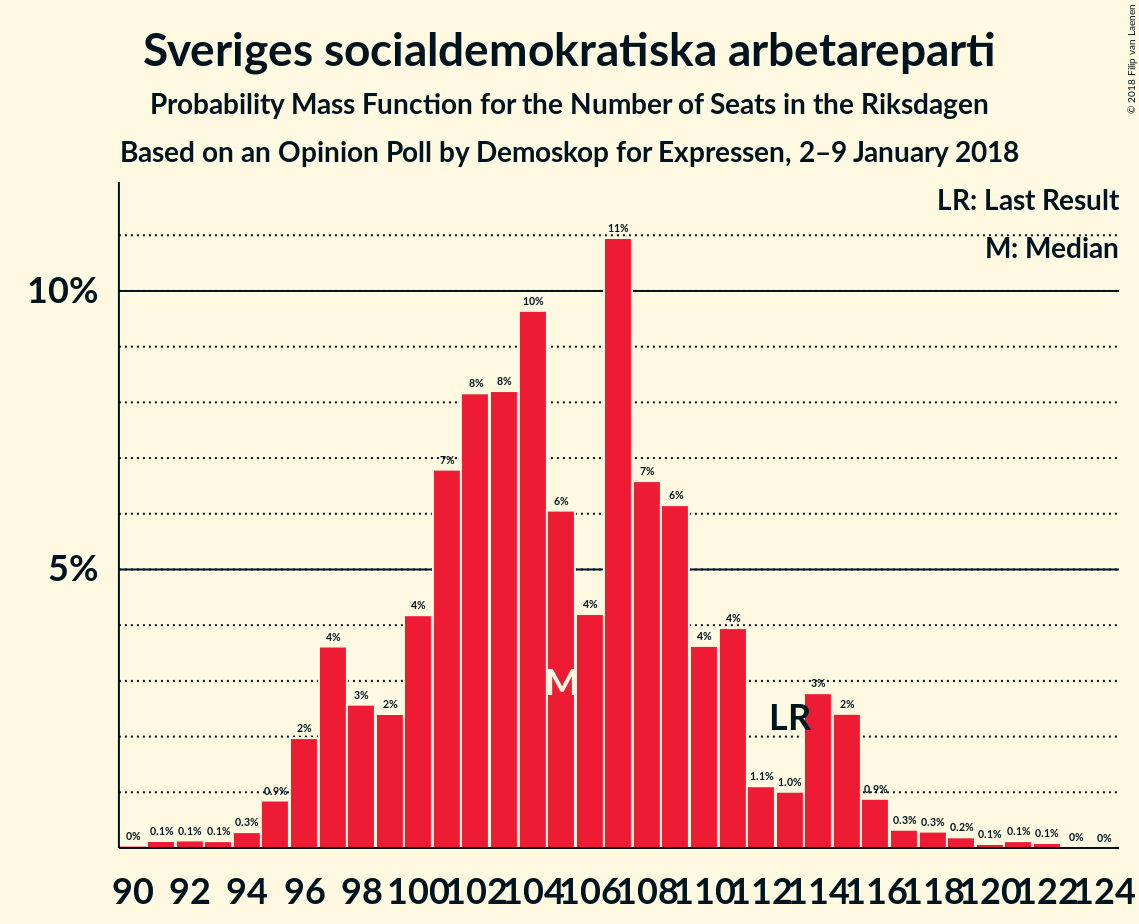 Sveriges socialdemokratiska arbetareparti
Probability Mass Function for the Number of Seats in the Riksdagen
Based on an Opinion Poll by Demoskop for Expressen, 2–9 January 2018
© 2018 Filip van Laenen
LR: Last Result
M: Median
10%
5%
0% 0.1% 0.1% 0.1% 0.3% 0.9% 2% 4% 3% 2% 4% 7% 8% 8% 10% 6% 4% 11% 7% 6% 4% 4% 1.1% 1.0% 3% 2% 0.9% 0.3% 0.3% 0.2% 0.1% 0.1% 0.1% 0% 0%
M
LR
90 92 94 96 98 100 102 104 106 108 110 112 114 116 118 120 122 124